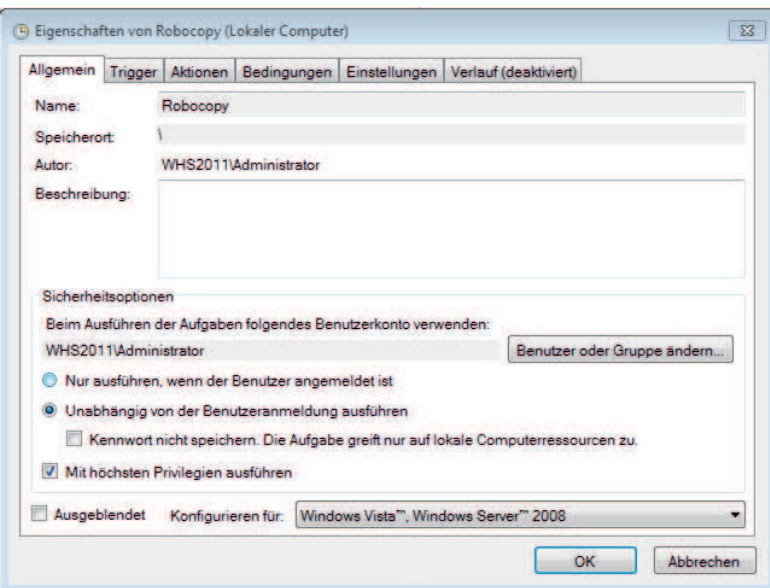 Eigenschaften von Robocopy (Lokaler Computer)
Allgemein Trigger Aktionen Bedingungen Einstellungen Verlauf (deaktiviert)
Name: Robocopy
Speicherort: \
Autor: WHS2011\Administrator
Beschreibung:
Sicherheitsoptionen
Beim Ausführen der Aufgaben folgendes Benutzerkonto verwenden:
WHS2011\Administrator Benutzer oder Gruppe ändern...
Nur ausführen, wenn der Benutzer angemeldet ist
Unabhängig von der Benutzeranmeldung ausführen
Kennwort nicht speichern. Die Aufgabe greift nur auf lokale Computerressourcen zu.
Mit höchsten Privilegien ausführen
Ausgeblendet Konfigurieren für: Windows Vista™, Windows Server™ 2008
OK Abbrechen